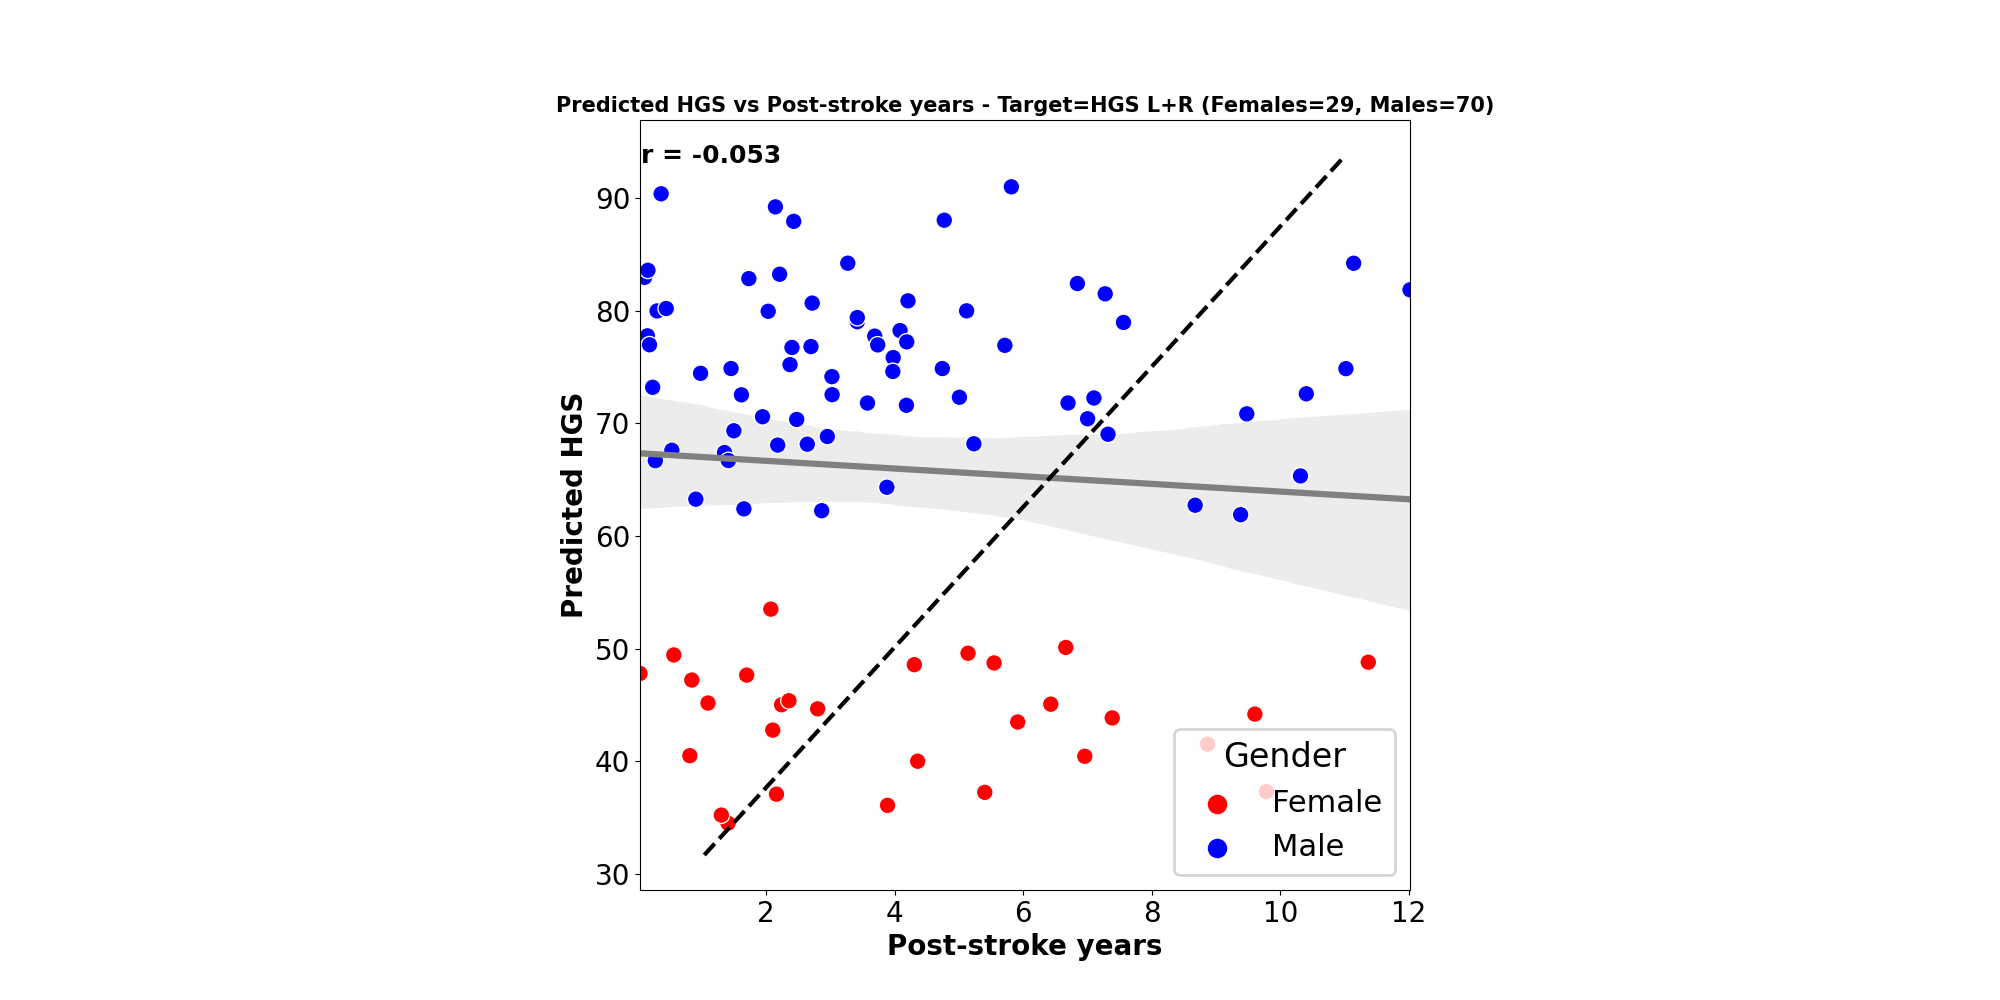 Predicted HGS vs Post-stroke years - Target=HGS L+R (Females=29, Males=70)
r = -0.053
90
80
70
60
50
40
30
Predicted HGS
Gender
Female
Male
2 4 6 8 10 12
Post-stroke years